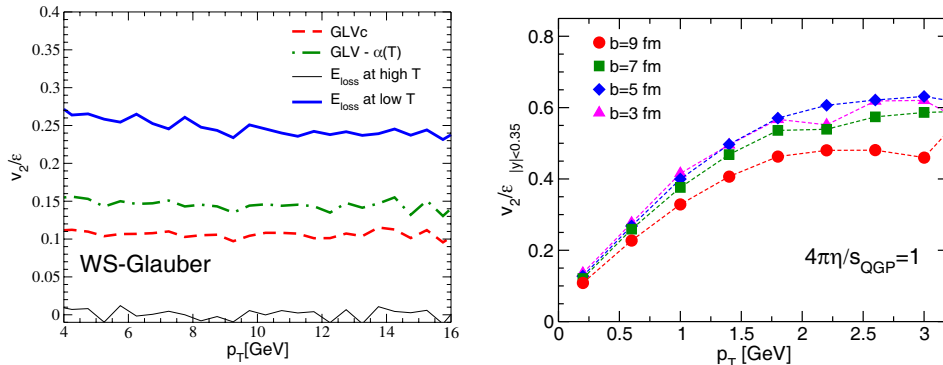 0.4
0.35
0.3
0.25
0.2
0.15
0.1
0.05
0
v2/ε
GLVc
GLV - α(T)
Eloss at high T
Eloss at low T
WS-Glauber
4 6 8 10 12 14 16
pT[GeV]
0.8
0.6
0.4
0.2
0
v2/ε |y|<0.35
b=9 fm
b=7 fm
b=5 fm
b=3 fm
4πη/sQGP=1
0 0.5 1 1.5 2 2.5 3
pT [GeV]